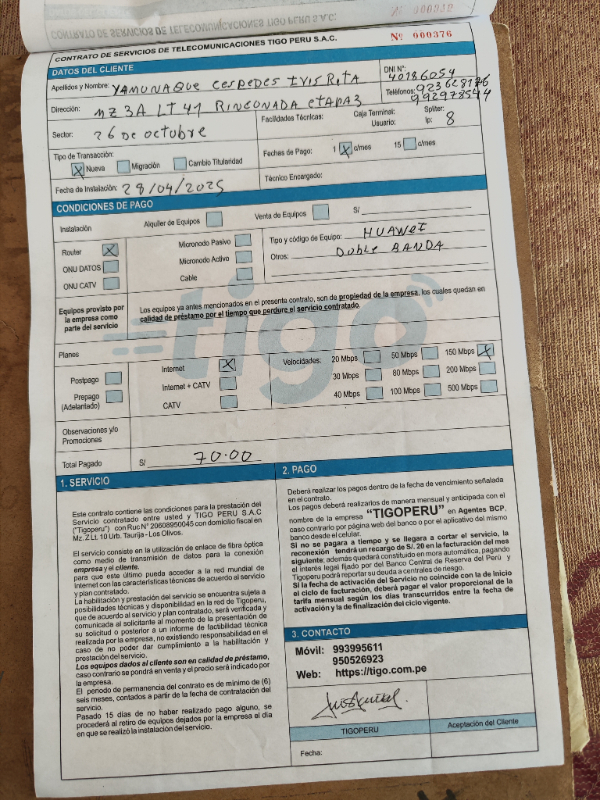 CONTRATO DE SERVICIOS DE TELECOMUNICACIONES TIGO PERU S.A.C. Nº 000376
DATOS DEL CLIENTE
Apellidos y Nombre: YAMUNAQUE CESPEDES IVIS RITA DNI Nº: 40186054
Dirección: MZ 3A LT 41 RINCONADA ETAPA3 Teléfonos: 923628176
992978544
Sector: 26 de octubre Facilidades Técnicas: Caja Terminal: Spliter:
Usuario: Ip: 8
Tipo de Transacción:
X Nueva Migración Cambio Titularidad Fechas de Pago: 1 X c/mes 15 c/mes
Fecha de Instalación: 28/04/2025 Técnico Encargado:
CONDICIONES DE PAGO
Instalación Alquiler de Equipos Venta de Equipos S/
Router X Micronodo Pasivo Tipo y código de Equipo: HUAWEI
ONU DATOS Micronodo Activo Otros: Doble BANDA
ONU CATV Cable
Equipos provisto por
la empresa como
parte del servicio
Los equipos ya antes mencionados en el presente contrato, son de propiedad de la empresa, los cuales quedan en
calidad de préstamo por el tiempo que perdure el servicio contratado.
tigo
Planes Internet X Velocidades: 20 Mbps 50 Mbps 150 Mbps X
Postpago Internet + CATV 30 Mbps 80 Mbps 200 Mbps
Prepago
(Adelantado) CATV 40 Mbps 100 Mbps 500 Mbps
Observaciones y/o
Promociones
Total Pagado S/ 70.00
1. SERVICIO
Este contrato contiene las condiciones para la prestación del
Servicio contratado entre usted y TIGO PERU S.A.C
("Tigoperu") con Ruc N° 20608950045 con domicilio fiscal en
Mz. Z Lt. 10 Urb. Taurija - Los Olivos.
El servicio consiste en la utilización de enlace de fibra óptica
como medio de transmisión de datos para la conexión
empresa y el cliente.
para que este último pueda acceder a la red mundial de
Internet con las características técnicas de acuerdo al servicio
y plan contratado.
La habilitación y prestación del servicio se encuentra sujeta a
posibilidades técnicas y disponibilidad en la red de Tigoperu,
que de acuerdo al servicio y plan contratado, será verificada y
comunicada al solicitante al momento de la presentación de
su solicitud o posterior a un informe de factibilidad técnica
realizada por la empresa, no existiendo responsabilidad en el
caso de no poder dar cumplimiento a la habilitación y
prestación del servicio.
Los equipos dados al cliente son en calidad de préstamo,
caso contrario se pondrá en venta y el precio será indicado por
la empresa.
El periodo de permanencia del contrato es de mínimo de (6)
seis meses, contados a partir de la fecha de contratación del
servicio.
Pasado 15 días de no haber realizado pago alguno, se
procederá al retiro de equipos dejados por la empresa al día
en que se realizó la instalación del servicio.
2. PAGO
Deberá realizar los pagos dentro de la fecha de vencimiento señalada
en el contrato.
Los pagos deberá realizarlos de manera mensual y anticipada con el
nombre de la empresa "TIGOPERU" en Agentes BCP,
caso contrario por página web del banco o por el aplicativo del mismo
banco desde el celular.
Si no se pagara a tiempo y se llegara a cortar el servicio, la
reconexión tendrá un recargo de S/. 20 en la facturación del mes
siguiente; además quedará constituido en mora automática, pagando
el interés legal fijado por el Banco Central de Reserva del Perú y
Tigoperu podrá reportar su deuda a centrales de riesgo.
Si la fecha de activación del Servicio no coincide con la de inicio
el ciclo de facturación, deberá pagar el valor proporcional de la
tarifa mensual según los días transcurridos entre la fecha de
activación y la de finalización del ciclo vigente.
3. CONTACTO
Móvil: 993995611
950526923
Web: https://tigo.com.pe
TIGOPERU Aceptación del Cliente
Fecha: